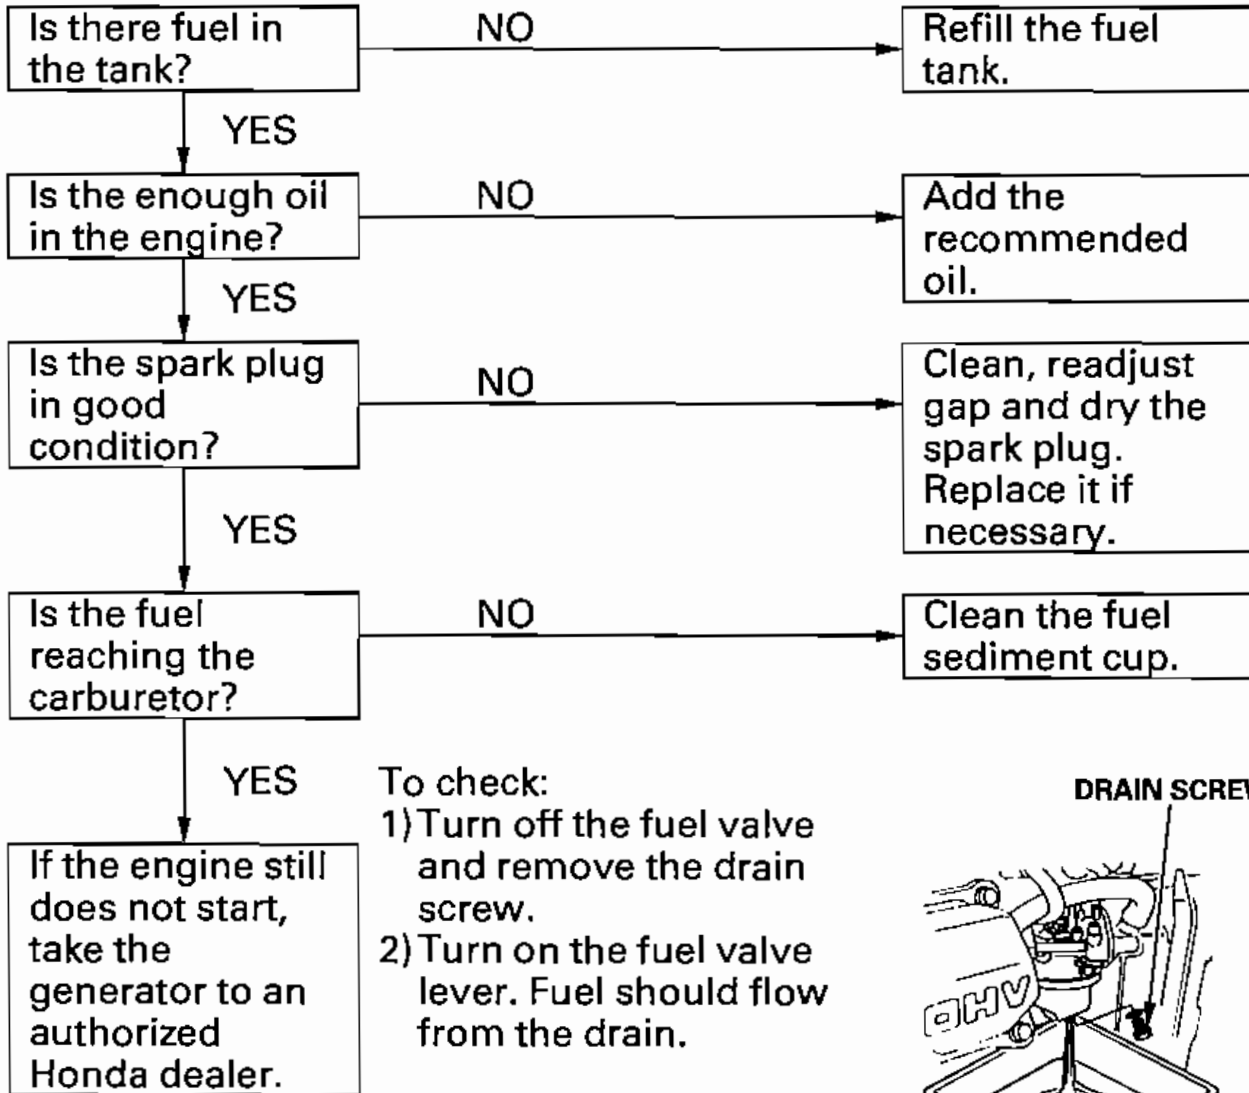 Is there fuel in
the tank?
NO
Refill the fuel
tank.
YES
Is the enough oil
in the engine?
NO
Add the
recommended
oil.
YES
Is the spark plug
in good
condition?
NO
Clean, readjust
gap and dry the
spark plug.
Replace it if
necessary.
YES
Is the fuel
reaching the
carburetor?
NO
Clean the fuel
sediment cup.
YES
If the engine still
does not start,
take the
generator to an
authorized
Honda dealer.
To check:
1) Turn off the fuel valve
and remove the drain
screw.
2) Turn on the fuel valve
lever. Fuel should flow
from the drain.
DRAIN SCREW
OHV